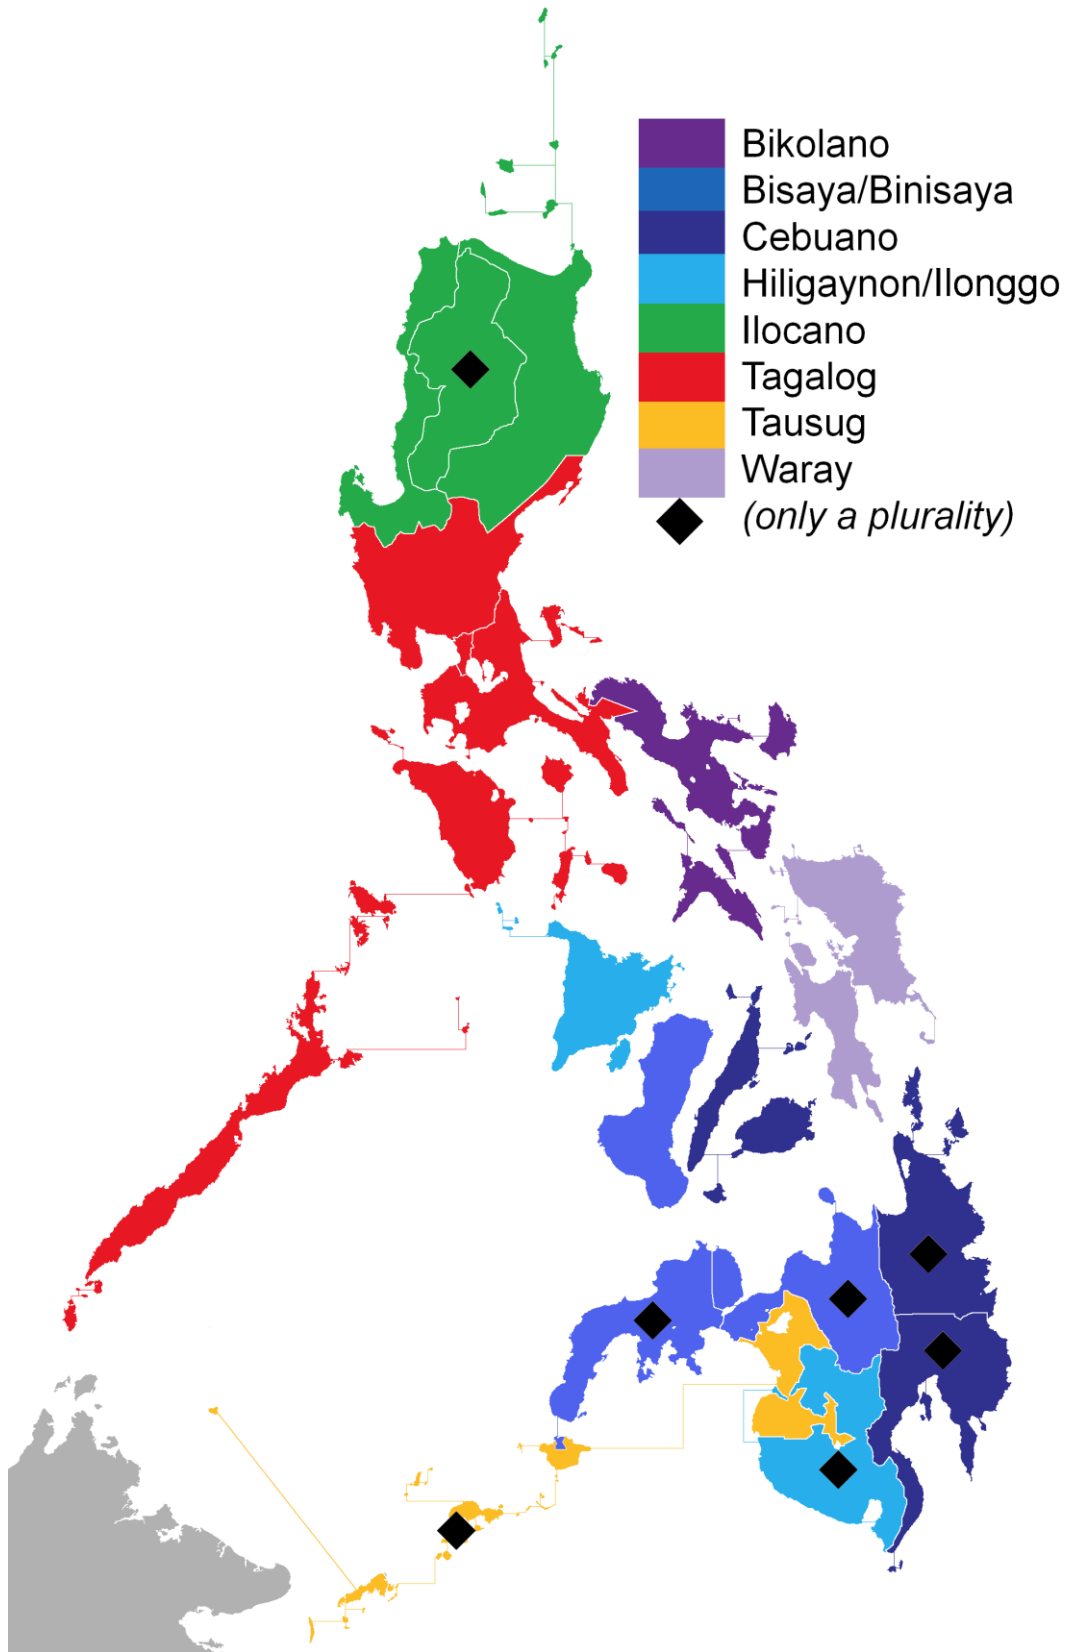 Bikolano
Bisaya/Binisaya
Cebuano
Hiligaynon/Ilonggo
Ilocano
Tagalog
Tausug
Waray
(only a plurality)